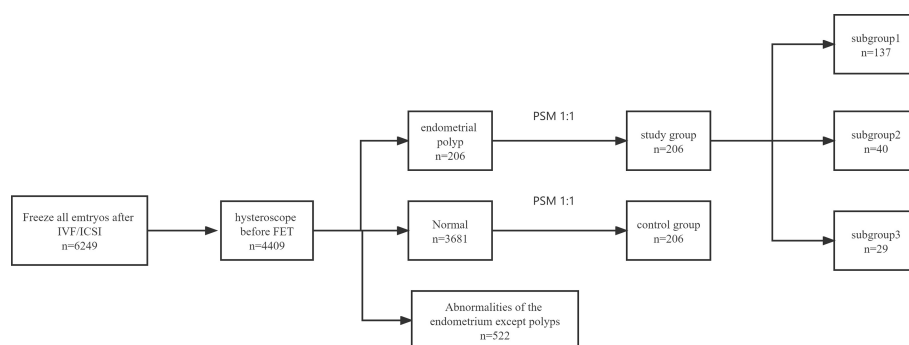 Freeze all emtryos after
IVF/ICSI
n=6249
hysteroscope
before FET
n=4409
endometrial
polyp
n=206
Normal
n=3681
Abnormalities of the
endometrium except polyps
n=522
PSM 1:1
PSM 1:1
study group
n=206
control group
n=206
subgroup1
n=137
subgroup2
n=40
subgroup3
n=29